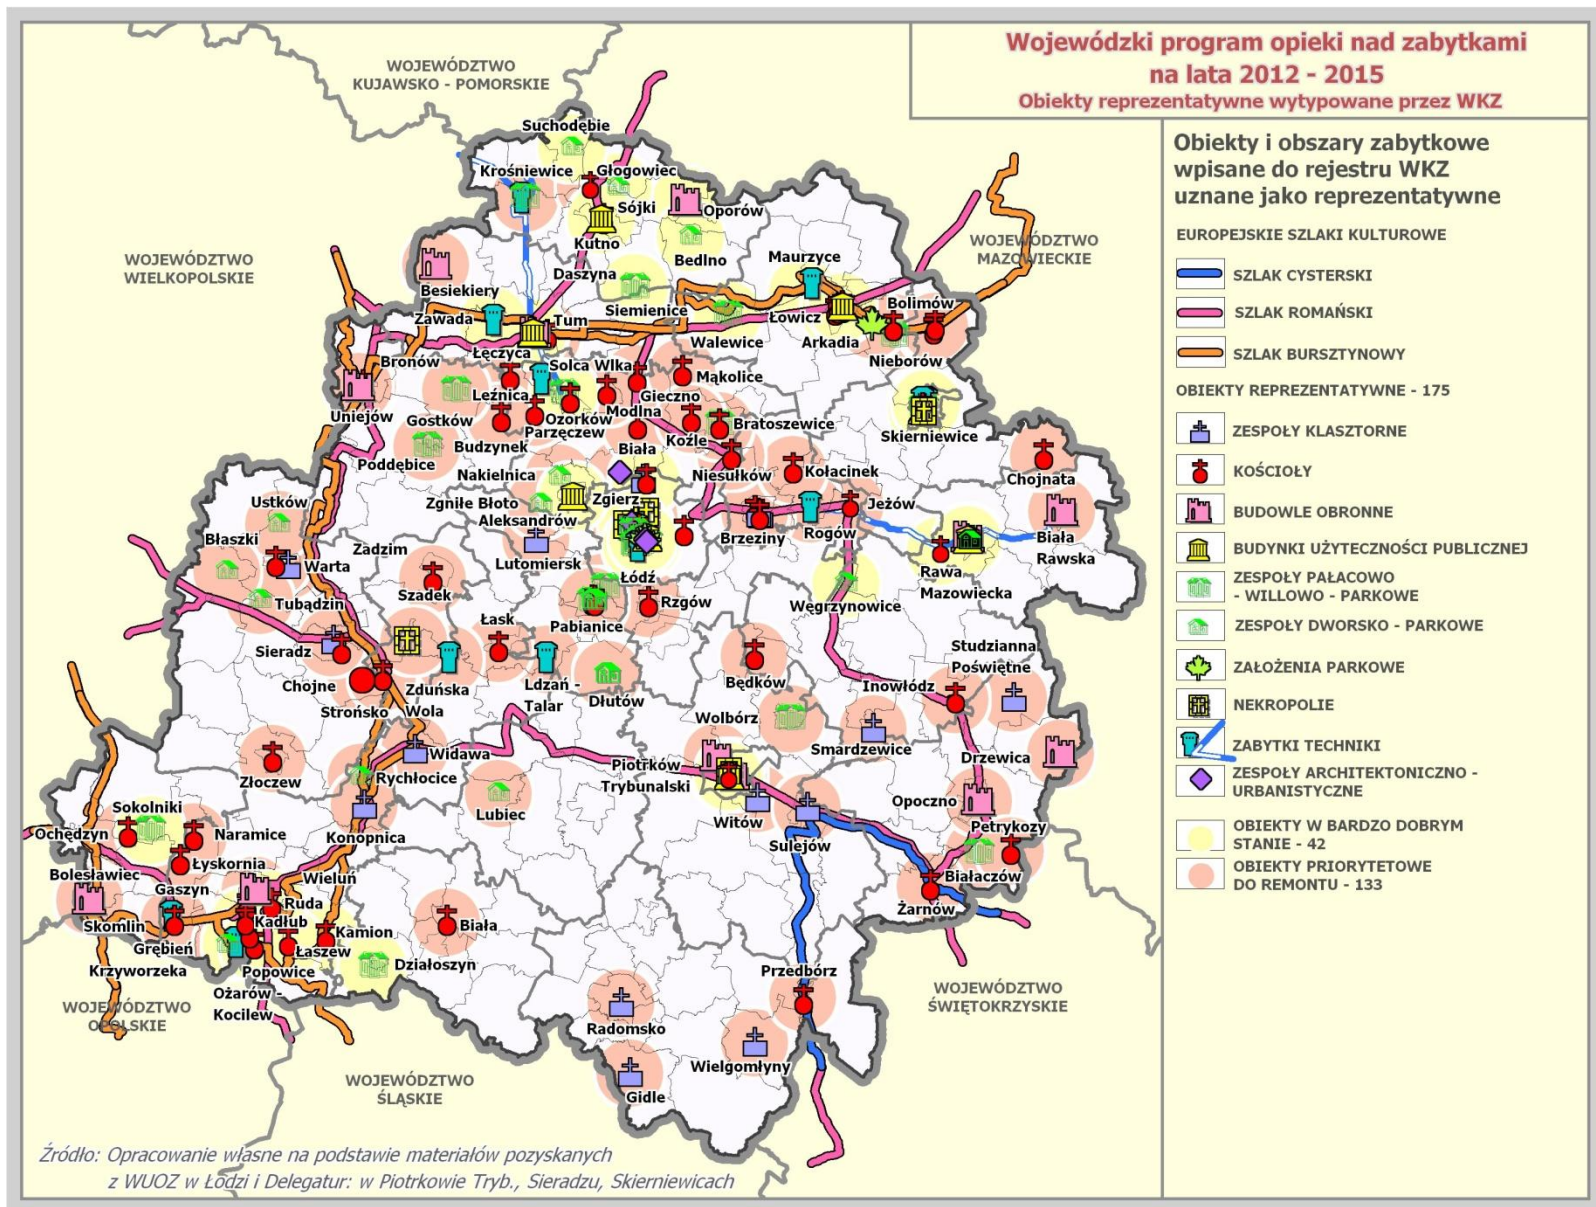 Wojewódzki program opieki nad zabytkami
na lata 2012 - 2015
Obiekty reprezentatywne wytypowane przez WKZ
Obiekty i obszary zabytkowe
wpisane do rejestru WKZ
uznane jako reprezentatywne
EUROPEJSKIE SZLAKI KULTUROWE
SZLAK CYSTERSKI
SZLAK ROMAŃSKI
SZLAK BURSZTYNOWY
OBIEKTY REPREZENTATYWNE - 175
ZESPOŁY KLASZTORNE
KOŚCIOŁY
BUDOWLE OBRONNE
BUDYNKI UŻYTECZNOŚCI PUBLICZNEJ
ZESPOŁY PAŁACOWO
- WILLOWO - PARKOWE
ZESPOŁY DWORSKO - PARKOWE
ZAŁOŻENIA PARKOWE
NEKROPOLIE
ZABYTKI TECHNIKI
ZESPOŁY ARCHITEKTONICZNO -
URBANISTYCZNE
OBIEKTY W BARDZO DOBRYM
STANIE - 42
OBIEKTY PRIORYTETOWE
DO REMONTU - 133
WOJEWÓDZTWO
KUJAWSKO - POMORSKIE
WOJEWÓDZTWO
WIELKOPOLSKIE
WOJEWÓDZTWO
MAZOWIECKIE
Suchodębie
Krośniewice
Głogowiec
Sójki
Oporów
Kutno
Bedlno
Daszyna
Maurzyce
Besiekiery
Siemienice
Bolimów
Zawada
Tum
Łowicz
Walewice
Arkadia
Nieborów
Łęczyca
Bronów
Solca Wlka
Mąkolice
Leźnica
Gieczno
Uniejów
Ozorków
Modlna
Gostków
Parzęczew
Bratoszewice
Skierniewice
Budzynek
Biała
Koźle
Poddębice
Nakielnica
Niesułków
Kołacinek
Chojnata
Zgniłe Błoto
Zgierz
Ustków
Aleksandrów
Jeżów
Błaszki
Zadzim
Lutomiersk
Brzeziny
Rogów
Biała
Rawska
Warta
Łódź
Rawa
Mazowiecka
Tubądzin
Szadek
Rzgów
Węgrzynowice
Łask
Pabianice
Sieradz
Studzianna
Poświętne
Chojne
Zduńska
Wola
Ldzań -
Talar
Będków
Inowłódz
Strońsko
Dłutów
Wolbórz
Smardzewice
Widawa
Piotrków
Trybunalski
Drzewica
Złoczew
Rychłocice
Lubiec
Opoczno
Sokolniki
Witów
Petrykozy
Ochędzyn
Naramice
Konopnica
Sulejów
Łyskornia
Bolesławiec
Gaszyn
Wieluń
Białaczów
Ruda
Żarnów
Skomlin
Kadłub
Kamion
Biała
Grębień
Łaszew
Krzyworzeka
Popowice
Działoszyn
Przedbórz
Ożarów -
Kocilew
WOJEWÓDZTWO
OPOLSKIE
WOJEWÓDZTWO
ŚWIĘTOKRZYSKIE
Radomsko
Wielgomłyny
WOJEWÓDZTWO
ŚLĄSKIE
Gidle
Źródło: Opracowanie własne na podstawie materiałów pozyskanych
z WUOZ w Łodzi i Delegatur: w Piotrkowie Tryb., Sieradzu, Skierniewicach